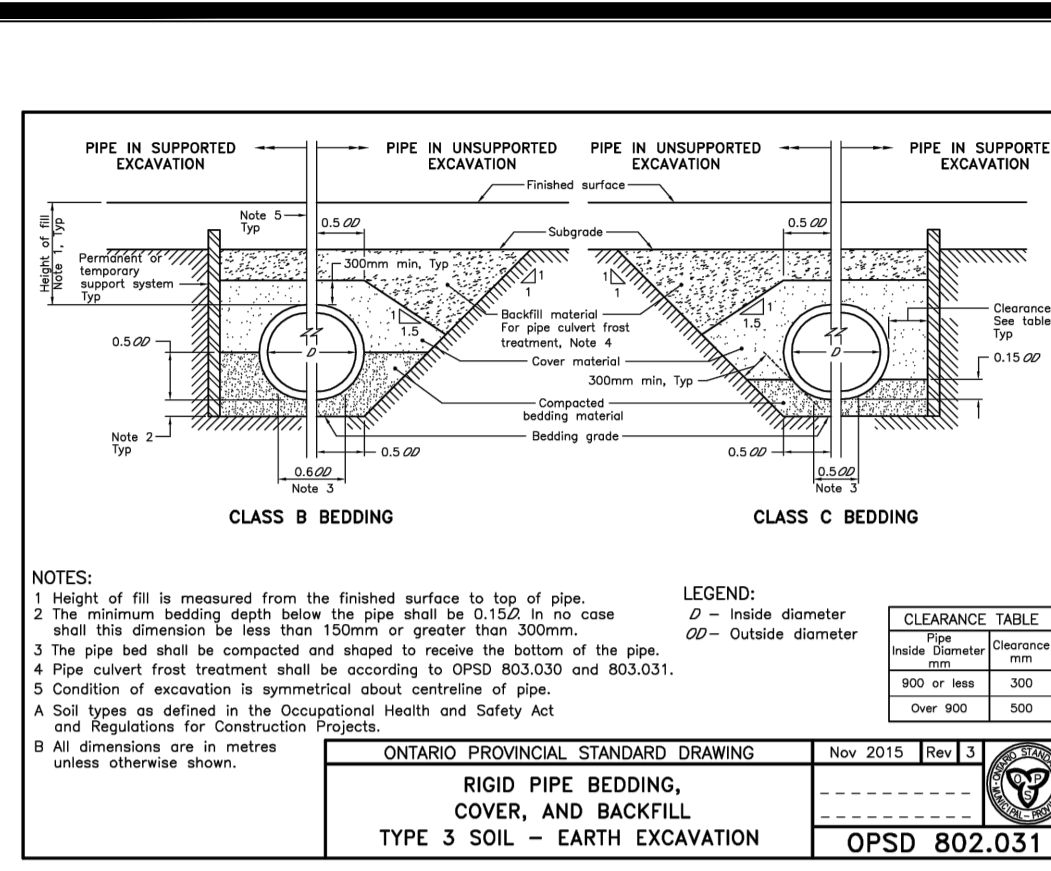 PIPE IN SUPPORTED
EXCAVATION
PIPE IN UNSUPPORTED
EXCAVATION
PIPE IN UNSUPPORTED
EXCAVATION
PIPE IN SUPPORTE
EXCAVATION
Finished surface
Height of fill
Note 1, Typ
Note 5
Typ
0.5 OD
Subgrade
0.5 OD
Permanent or
temporary
support system
Typ
300mm min, Typ
1
1
1
1
1
1.5
1
1.5
Backfill material
For pipe culvert frost
treatment, Note 4
Clearance
See table
Typ
0.5 OD
D
D
Cover material
0.15 OD
300mm min, Typ
Compacted
bedding material
Note 2
Typ
Bedding grade
0.5 OD
0.5 OD
0.6 OD
Note 3
0.5 OD
Note 3
CLASS B BEDDING
CLASS C BEDDING
NOTES:
1 Height of fill is measured from the finished surface to top of pipe.
2 The minimum bedding depth below the pipe shall be 0.15D. In no case
shall this dimension be less than 150mm or greater than 300mm.
3 The pipe bed shall be compacted and shaped to receive the bottom of the pipe.
4 Pipe culvert frost treatment shall be according to OPSD 803.030 and 803.031.
5 Condition of excavation is symmetrical about centreline of pipe.
A Soil types as defined in the Occupational Health and Safety Act
and Regulations for Construction Projects.
B All dimensions are in metres
unless otherwise shown.
LEGEND:
D – Inside diameter
OD– Outside diameter
CLEARANCE TABLE
Pipe
Inside Diameter
mm
Clearance
mm
900 or less 300
Over 900 500
ONTARIO PROVINCIAL STANDARD DRAWING
Nov 2015 Rev 3
RIGID PIPE BEDDING,
COVER, AND BACKFILL
TYPE 3 SOIL – EARTH EXCAVATION
OPSD 802.031